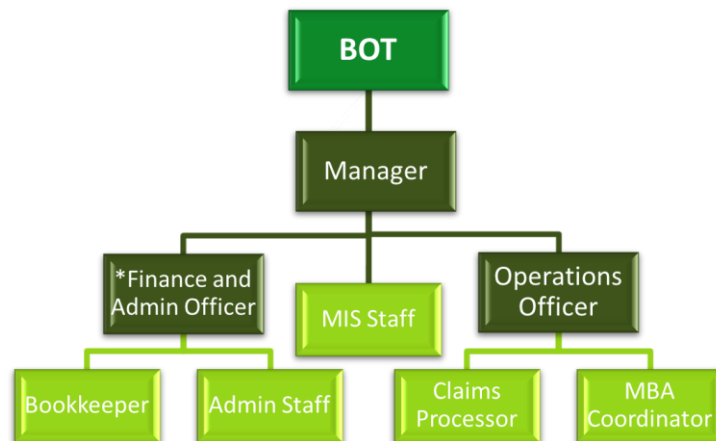 BOT
Manager
*Finance and
Admin Officer
MIS Staff
Operations
Officer
Bookkeeper
Admin Staff
Claims
Processor
MBA
Coordinator